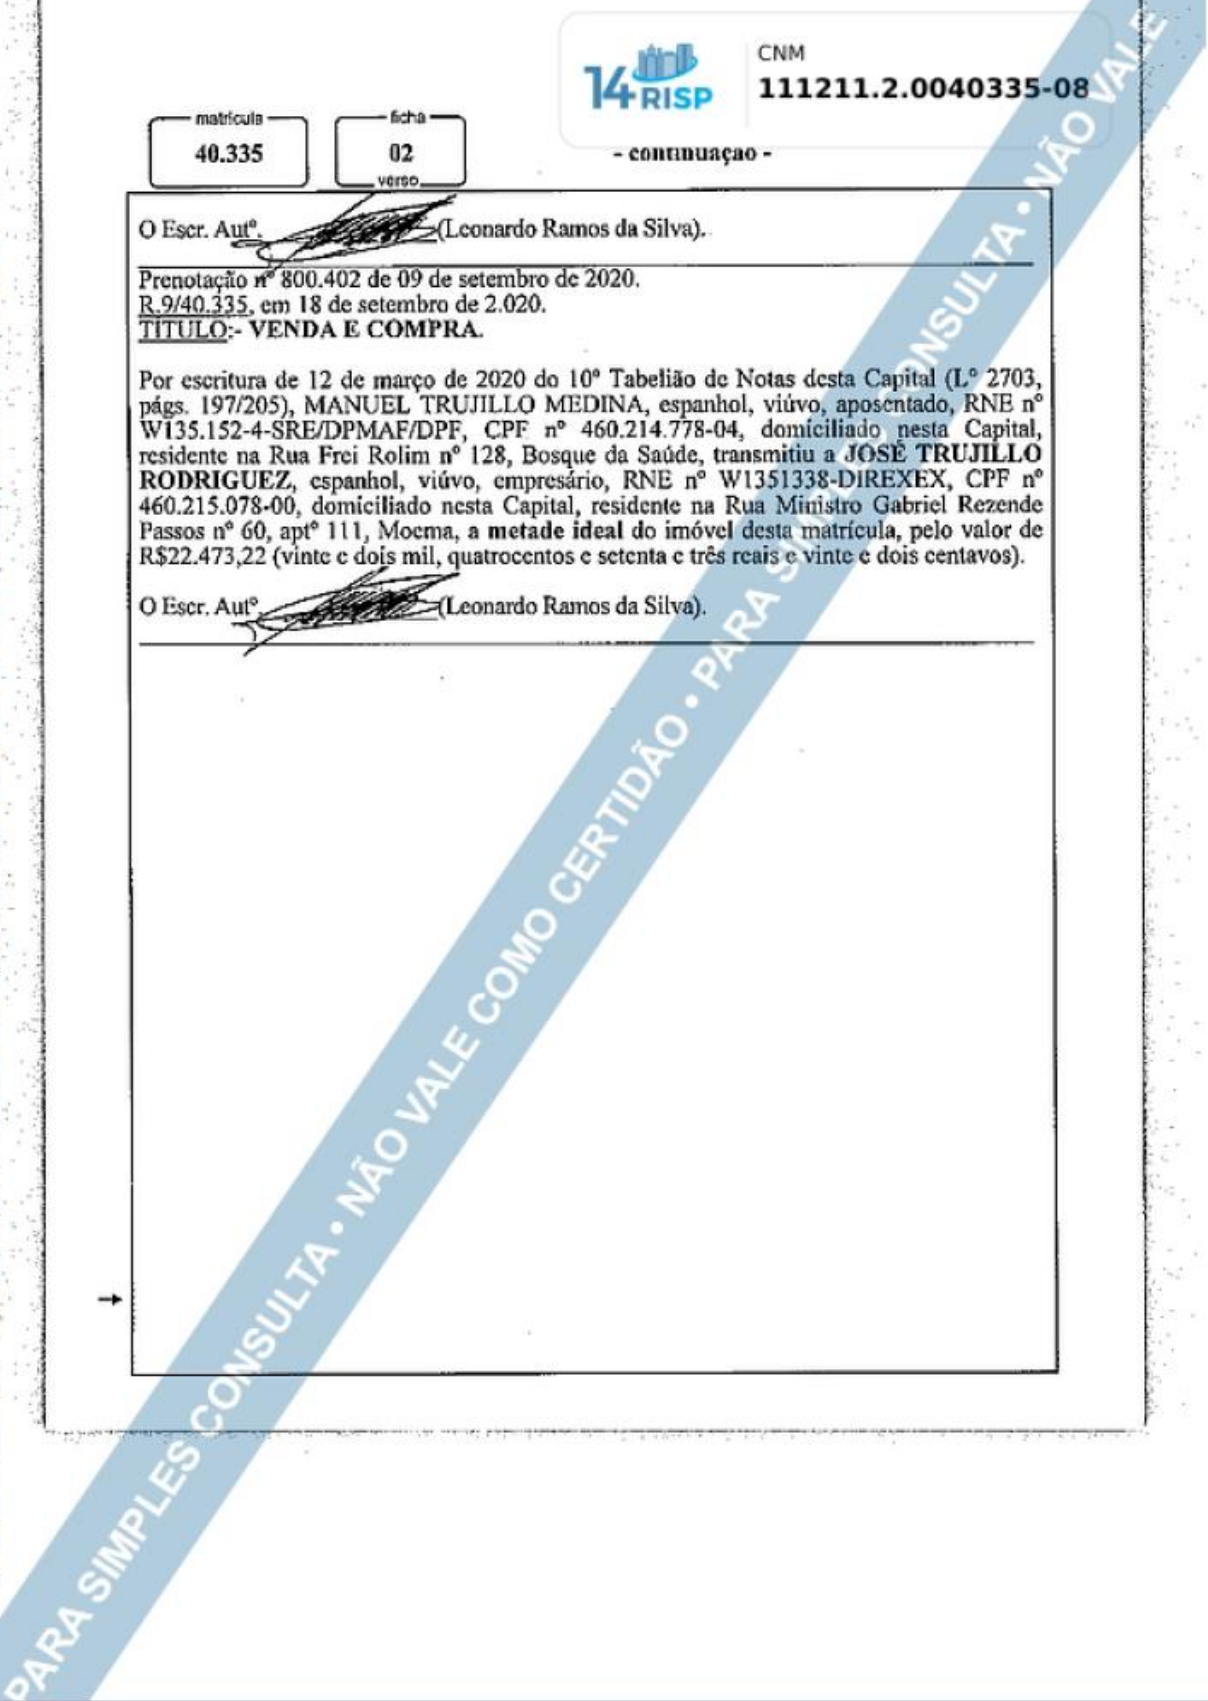 14 RISP
CNM
111211.2.0040335-08
matrícula
40.335
ficha
02
verso
- continuação -
O Escr. Autº. (Leonardo Ramos da Silva).
Prenotação nº 800.402 de 09 de setembro de 2020.
R.9/40.335, em 18 de setembro de 2.020.
TÍTULO:- VENDA E COMPRA.
Por escritura de 12 de março de 2020 do 10º Tabelião de Notas desta Capital (Lº 2703,
págs. 197/205), MANUEL TRUJILLO MEDINA, espanhol, viúvo, aposentado, RNE nº
W135.152-4-SRE/DPMAF/DPF, CPF nº 460.214.778-04, domiciliado nesta Capital,
residente na Rua Frei Rolim nº 128, Bosque da Saúde, transmitiu a JOSÉ TRUJILLO
RODRIGUEZ, espanhol, viúvo, empresário, RNE nº W1351338-DIREXEX, CPF nº
460.215.078-00, domiciliado nesta Capital, residente na Rua Ministro Gabriel Rezende
Passos nº 60, aptº 111, Moema, a metade ideal do imóvel desta matrícula, pelo valor de
R$22.473,22 (vinte e dois mil, quatrocentos e setenta e três reais e vinte e dois centavos).
O Escr. Autº. (Leonardo Ramos da Silva).
PARA SIMPLES CONSULTA • NÃO VALE COMO CERTIDÃO • PARA SIMPLES CONSULTA • NÃO VALE